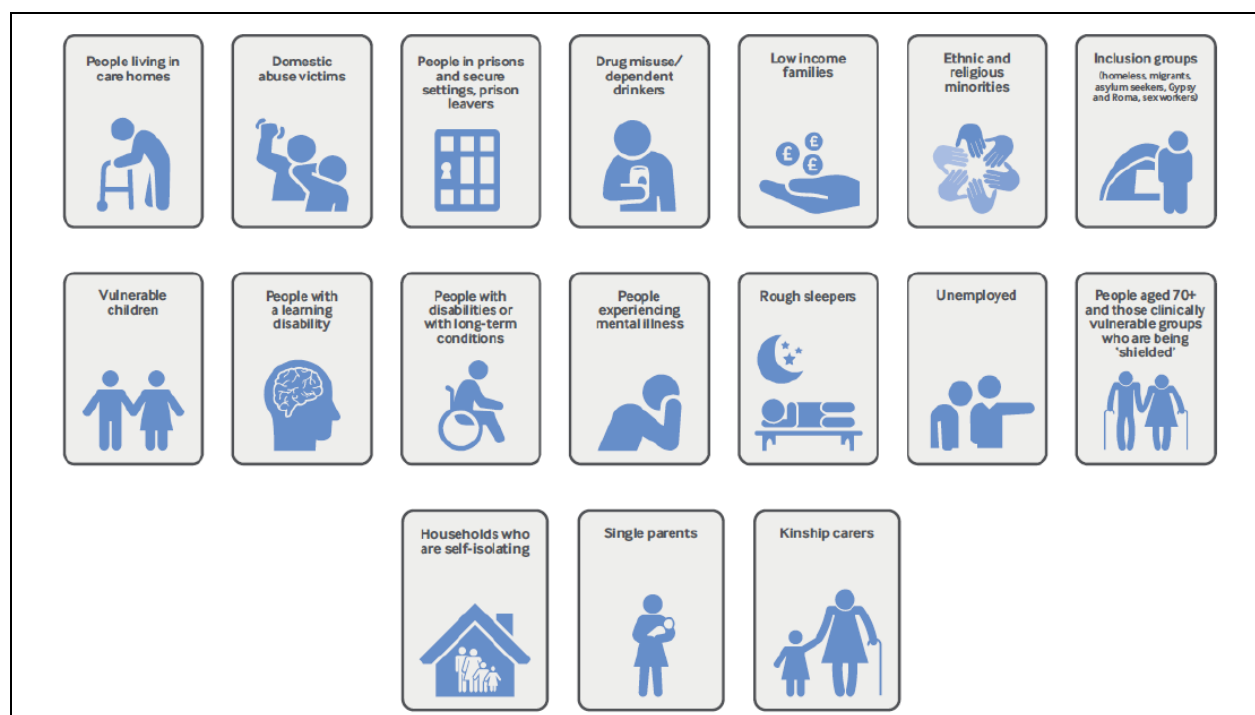 People living in
care homes
Domestic
abuse victims
People in prisons
and secure
settings, prison
leavers
Drug misuse/
dependent
drinkers
Low income
families
£
£
£
Ethnic and
religious
minorities
Inclusion groups
(homeless, migrants,
asylum seekers, Gypsy
and Roma, sex workers)
Vulnerable
children
People with
a learning
disability
People with
disabilities or
with long-term
conditions
People
experiencing
mental illness
Rough sleepers
Unemployed
People aged 70+
and those clinically
vulnerable groups
who are being
‘shielded’
Households who
are self-isolating
Single parents
Kinship carers